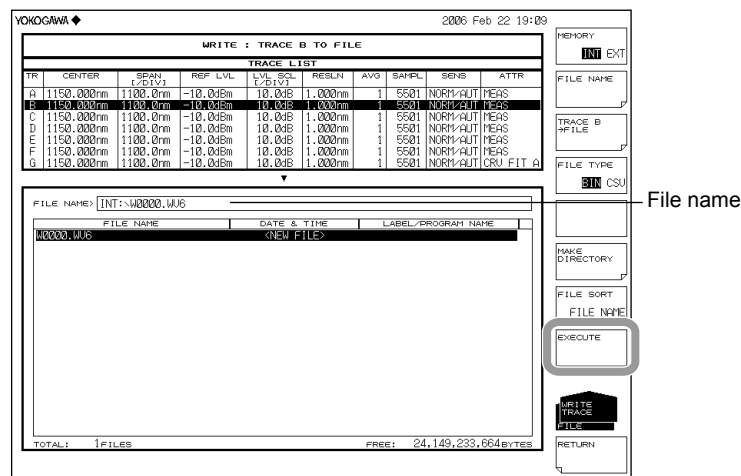 YOKOGAWA ◆ 2006 Feb 22 19:09
WRITE : TRACE B TO FILE
TRACE LIST
TR CENTER SPAN [/DIV] REF LVL LVL SCL [/DIV] RESLN AVG SAMPL SENS ATTR
A 1150.000nm 1100.0nm -10.0dBm 10.0dB 1.000nm 1 5501 NORM/AUT MEAS
B 1150.000nm 1100.0nm -10.0dBm 10.0dB 1.000nm 1 5501 NORM/AUT MEAS
C 1150.000nm 1100.0nm -10.0dBm 10.0dB 1.000nm 1 5501 NORM/AUT MEAS
D 1150.000nm 1100.0nm -10.0dBm 10.0dB 1.000nm 1 5501 NORM/AUT MEAS
E 1150.000nm 1100.0nm -10.0dBm 10.0dB 1.000nm 1 5501 NORM/AUT MEAS
F 1150.000nm 1100.0nm -10.0dBm 10.0dB 1.000nm 1 5501 NORM/AUT MEAS
G 1150.000nm 1100.0nm -10.0dBm 10.0dB 1.000nm 1 5501 NORM/AUT CRV FIT A
FILE NAME> INT:\W0000.WV6
File name
FILE NAME DATE & TIME LABEL/PROGRAM NAME
W0000.WV6 <NEW FILE>
TOTAL: 1FILES FREE: 24,149,233,664BYTES
MEMORY
INT EXT
FILE NAME
TRACE B
→FILE
FILE TYPE
BIN CSV
MAKE
DIRECTORY
FILE SORT
FILE NAME
EXECUTE
WRITE
TRACE
FILE
RETURN